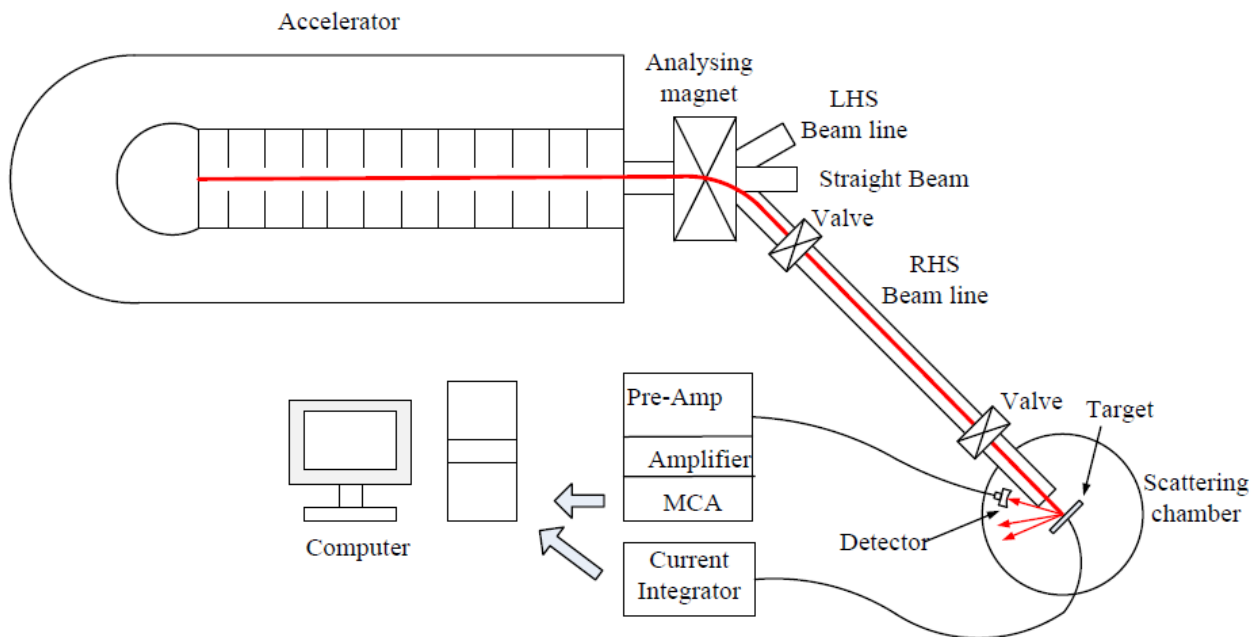 Accelerator
Analysing
magnet
LHS
Beam line
Straight Beam
Valve
RHS
Beam line
Pre-Amp
Amplifier
MCA
Valve
Target
Scattering
chamber
Detector
Computer
Current
Integrator